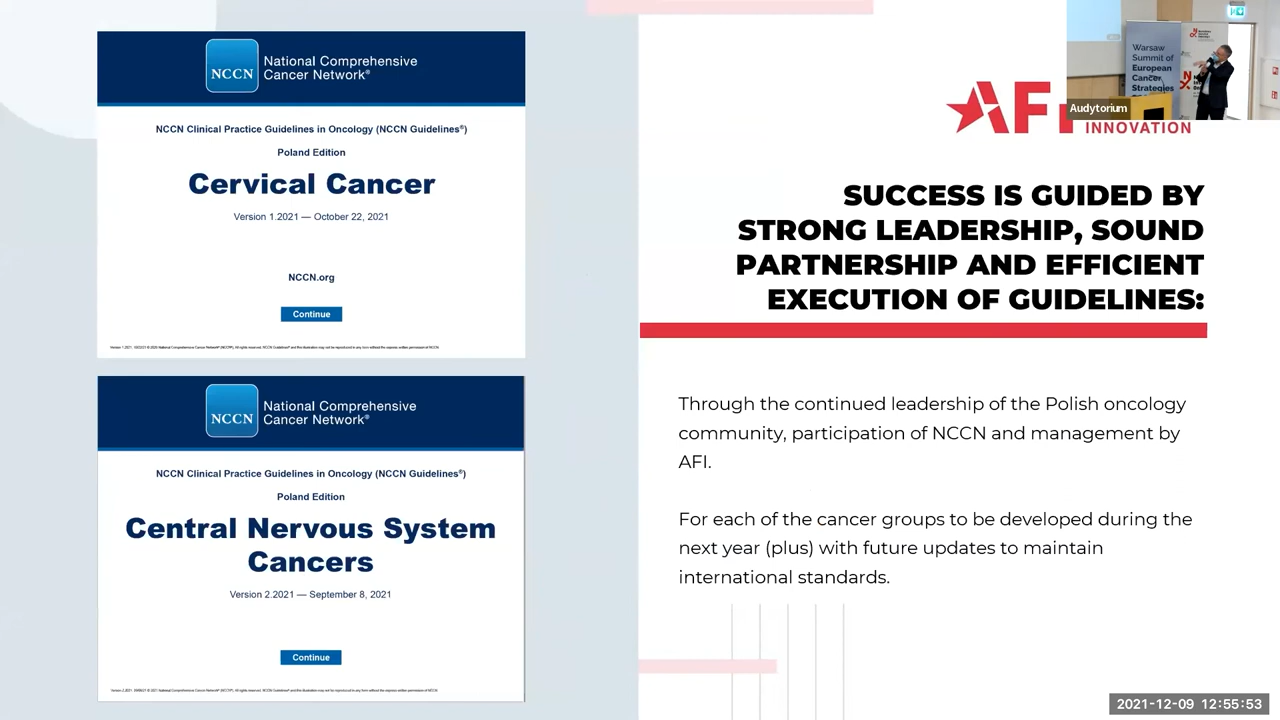 NCCN
National Comprehensive
Cancer Network®
NCCN Clinical Practice Guidelines in Oncology (NCCN Guidelines®)
Poland Edition
Cervical Cancer
Version 1.2021 — October 22, 2021
NCCN.org
Continue
NCCN
National Comprehensive
Cancer Network®
NCCN Clinical Practice Guidelines in Oncology (NCCN Guidelines®)
Poland Edition
Central Nervous System
Cancers
Version 2.2021 — September 8, 2021
Continue
Warsaw
Summit of
European
Cancer
Strategies
Audytorium
AFI
INNOVATION
SUCCESS IS GUIDED BY
STRONG LEADERSHIP, SOUND
PARTNERSHIP AND EFFICIENT
EXECUTION OF GUIDELINES:
Through the continued leadership of the Polish oncology
community, participation of NCCN and management by
AFI.
For each of the cancer groups to be developed during the
next year (plus) with future updates to maintain
international standards.
2021-12-09 12:55:53